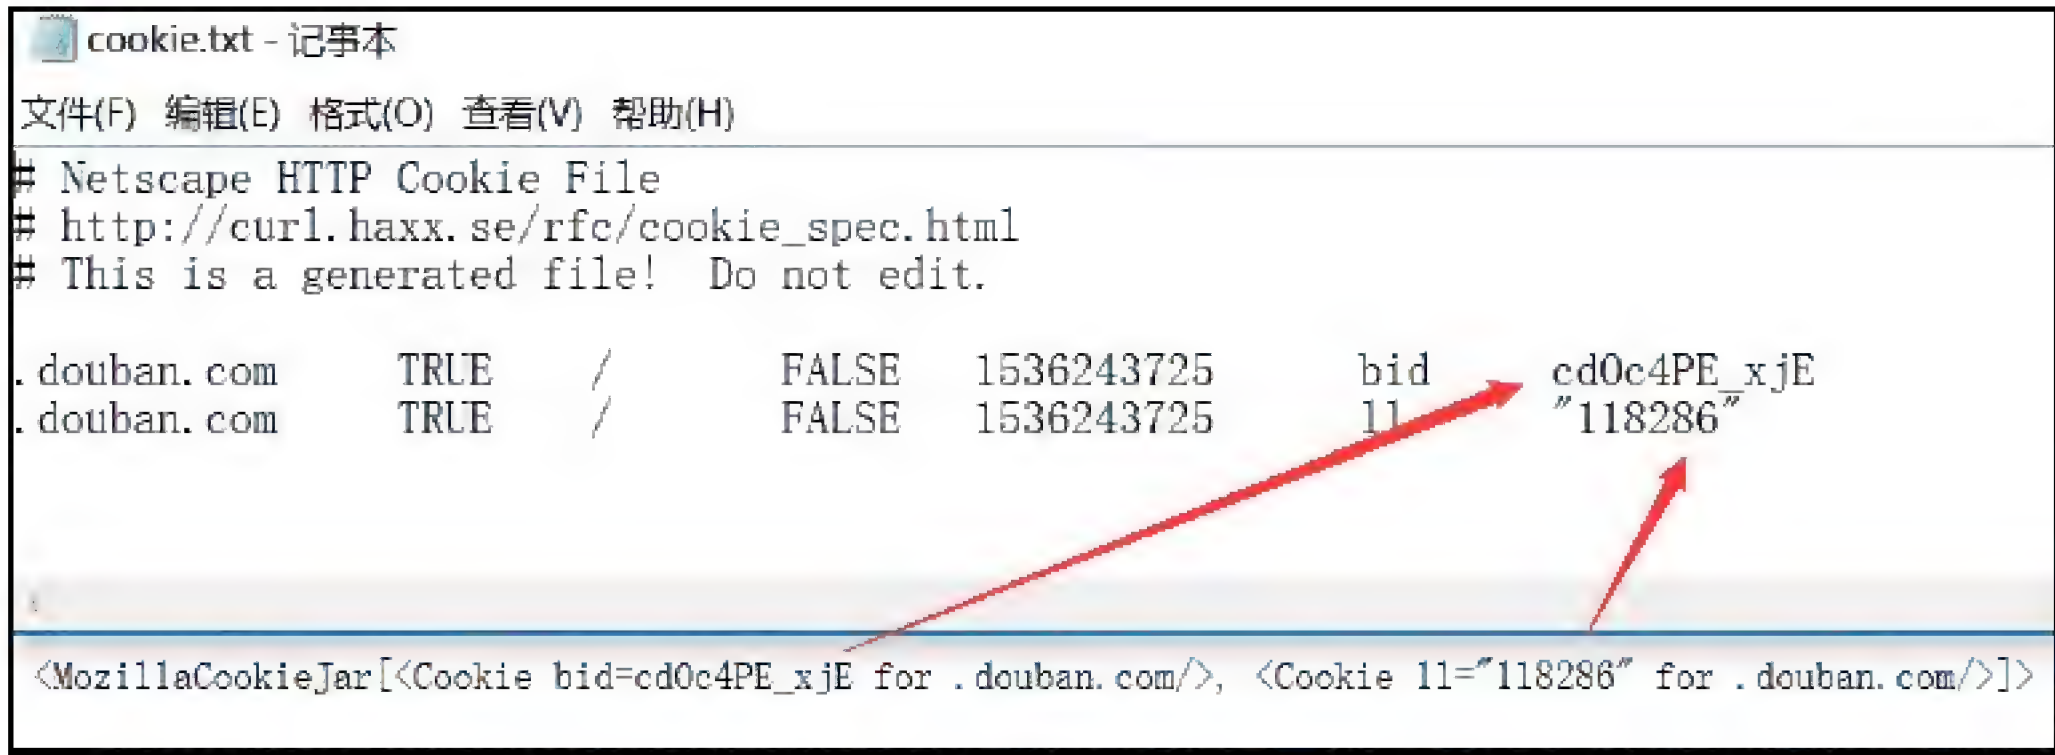 cookie.txt - 记事本
文件(F) 编辑(E) 格式(O) 查看(V) 帮助(H)
# Netscape HTTP Cookie File
# http://curl.haxx.se/rfc/cookie_spec.html
# This is a generated file!  Do not edit.
.douban.com TRUE / FALSE 1536243725 bid cdOc4PE_xjE
.douban.com TRUE / FALSE 1536243725 ll "118286"
<MozillaCookieJar[<Cookie bid=cdOc4PE_xjE for .douban.com/>, <Cookie ll="118286" for .douban.com/>]>